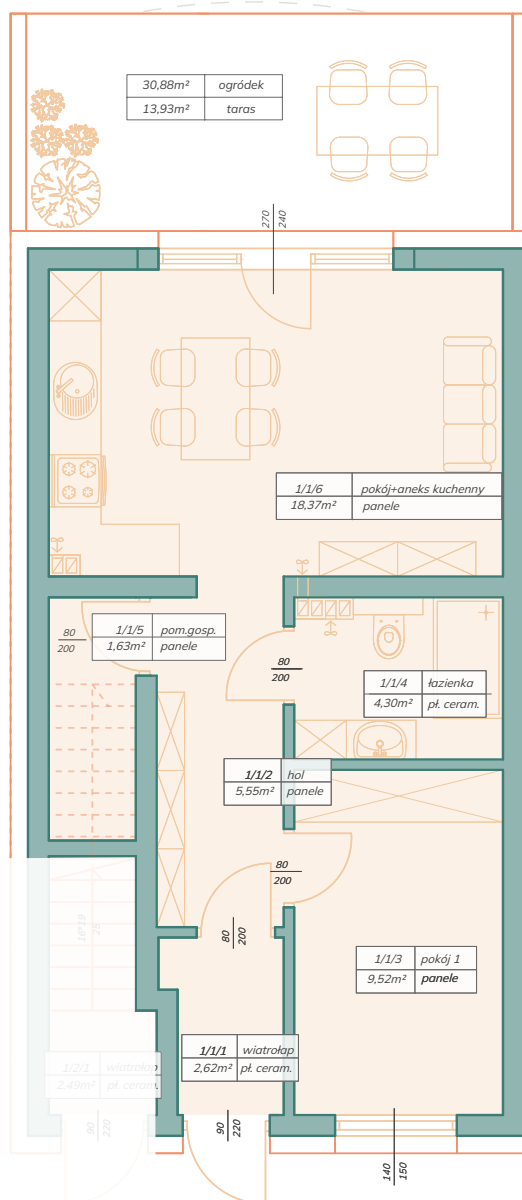 30,88m² ogródek
13,93m² taras
270
240
1/1/6 pokój+aneks kuchenny
18,37m² panele
80
200
1/1/5 pom.gosp.
1,63m² panele
80
200
1/1/4 łazienka
4,30m² pł. ceram.
1/1/2 hol
5,55m² panele
80
200
80
200
16*19
25
1/1/3 pokój 1
9,52m² panele
1/1/1 wiatrołap
2,62m² pł. ceram.
1/2/1 wiatrołap
2,49m² pł. ceram.
90
220
90
220
140
150